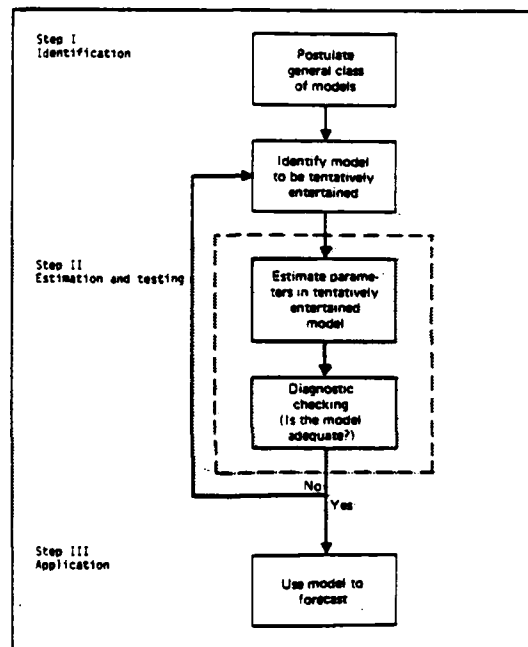 Step I
Identification
Postulate
general class
of models
Identify model
to be tentatively
entertained
Step II
Estimation and testing
Estimate parame-
ters in tentatively
entertained
model
Diagnostic
checking
(Is the model
adequate?)
No
Yes
Step III
Application
Use model to
forecast